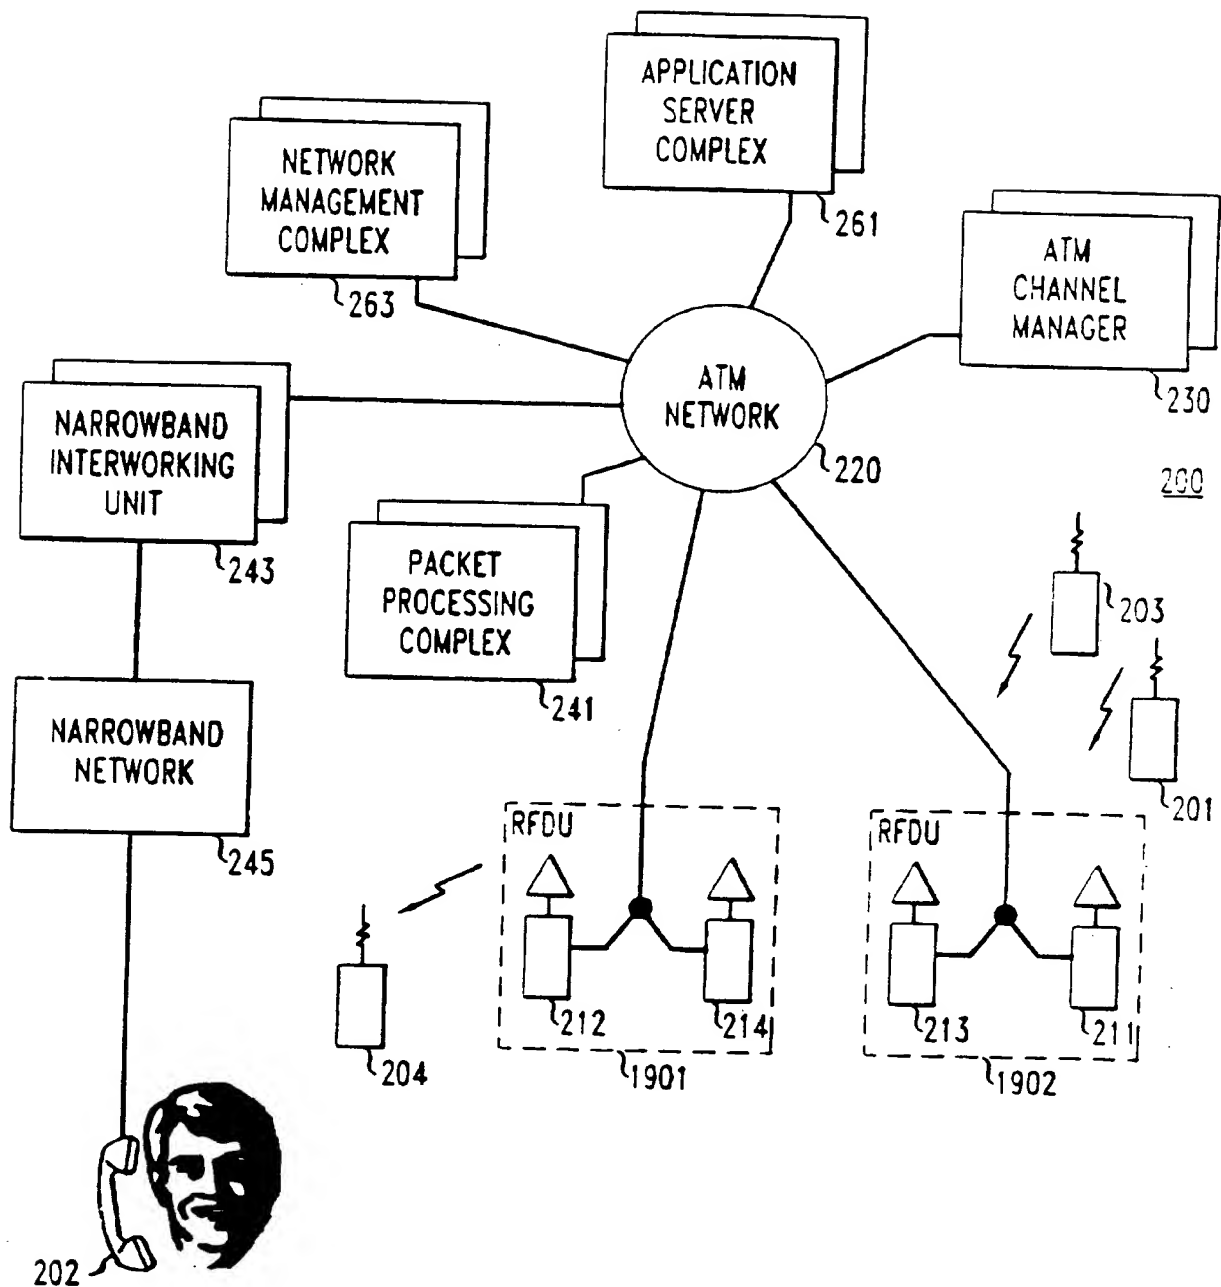 APPLICATION
SERVER
COMPLEX
261
NETWORK
MANAGEMENT
COMPLEX
263
ATM
CHANNEL
MANAGER
230
ATM
NETWORK
220
200
NARROWBAND
INTERWORKING
UNIT
243
PACKET
PROCESSING
COMPLEX
241
203
201
NARROWBAND
NETWORK
245
RFDU
212
214
1901
RFDU
213
211
1902
204
202